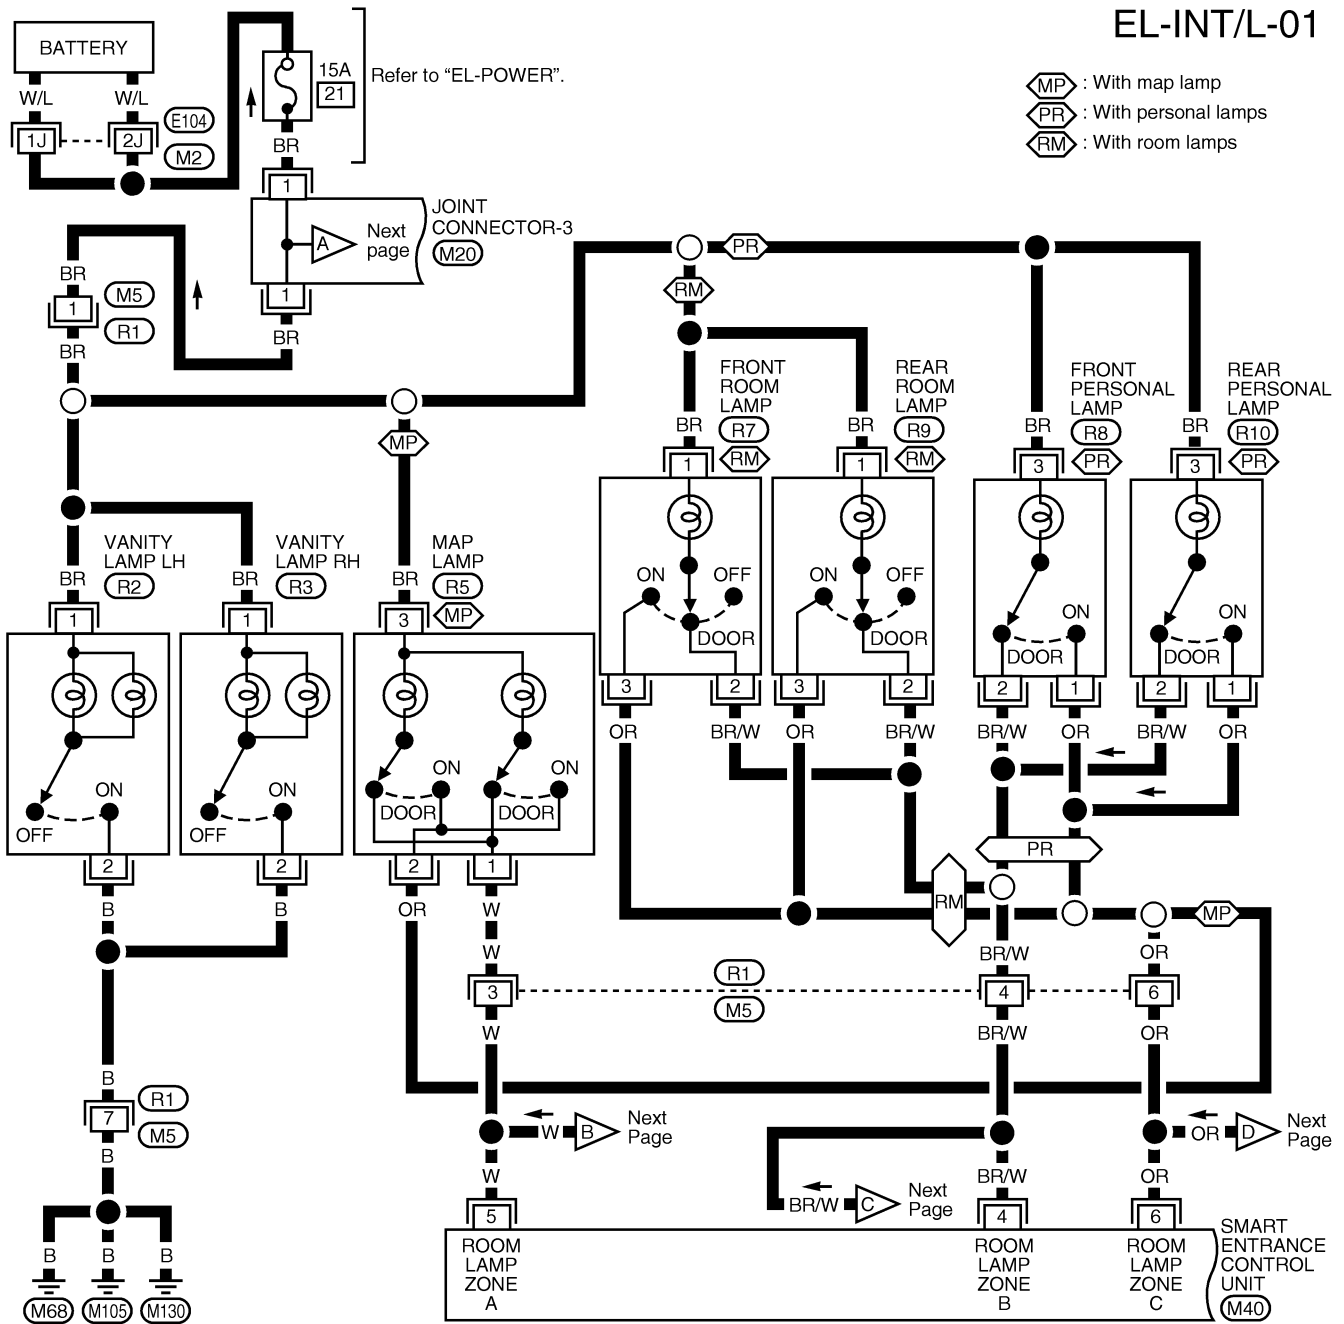 EL-INT/L-01
BATTERY
W/L
W/L
1J
2J
E104
M2
15A
21
Refer to “EL-POWER”.
MP : With map lamp
PR : With personal lamps
RM : With room lamps
BR
1
JOINT
CONNECTOR-3
M20
A
Next
page
1
BR
BR
1
M5
R1
BR
PR
RM
MP
FRONT
ROOM
LAMP
R7
RM
REAR
ROOM
LAMP
R9
RM
FRONT
PERSONAL
LAMP
R8
PR
REAR
PERSONAL
LAMP
R10
PR
BR
BR
BR
BR
1
1
3
3
VANITY
LAMP LH
R2
VANITY
LAMP RH
R3
MAP
LAMP
R5
MP
BR
BR
BR
1
1
3
ON
OFF
DOOR
ON
OFF
DOOR
ON
DOOR
ON
DOOR
3
2
3
2
2
1
2
1
OR
BR/W
OR
BR/W
BR/W
OR
BR/W
OR
ON
OFF
ON
OFF
ON
DOOR
ON
DOOR
2
2
2
1
B
B
OR
W
PR
RM
MP
W
BR/W
OR
3
R1
M5
4
6
W
BR/W
OR
B
7
R1
M5
B
W
B
Next
Page
OR
D
Next
Page
W
BR/W
OR
BR/W
C
Next
Page
5
4
6
B
B
B
M68
M105
M130
ROOM
LAMP
ZONE
A
ROOM
LAMP
ZONE
B
ROOM
LAMP
ZONE
C
SMART
ENTRANCE
CONTROL
UNIT
M40